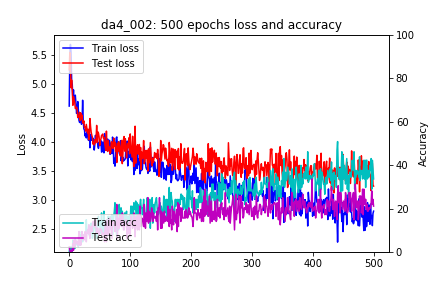 da4_002: 500 epochs loss and accuracy
Train loss
Test loss
Train acc
Test acc
Loss
5.5
5.0
4.5
4.0
3.5
3.0
2.5
Accuracy
100
80
60
40
20
0
0
100
200
300
400
500